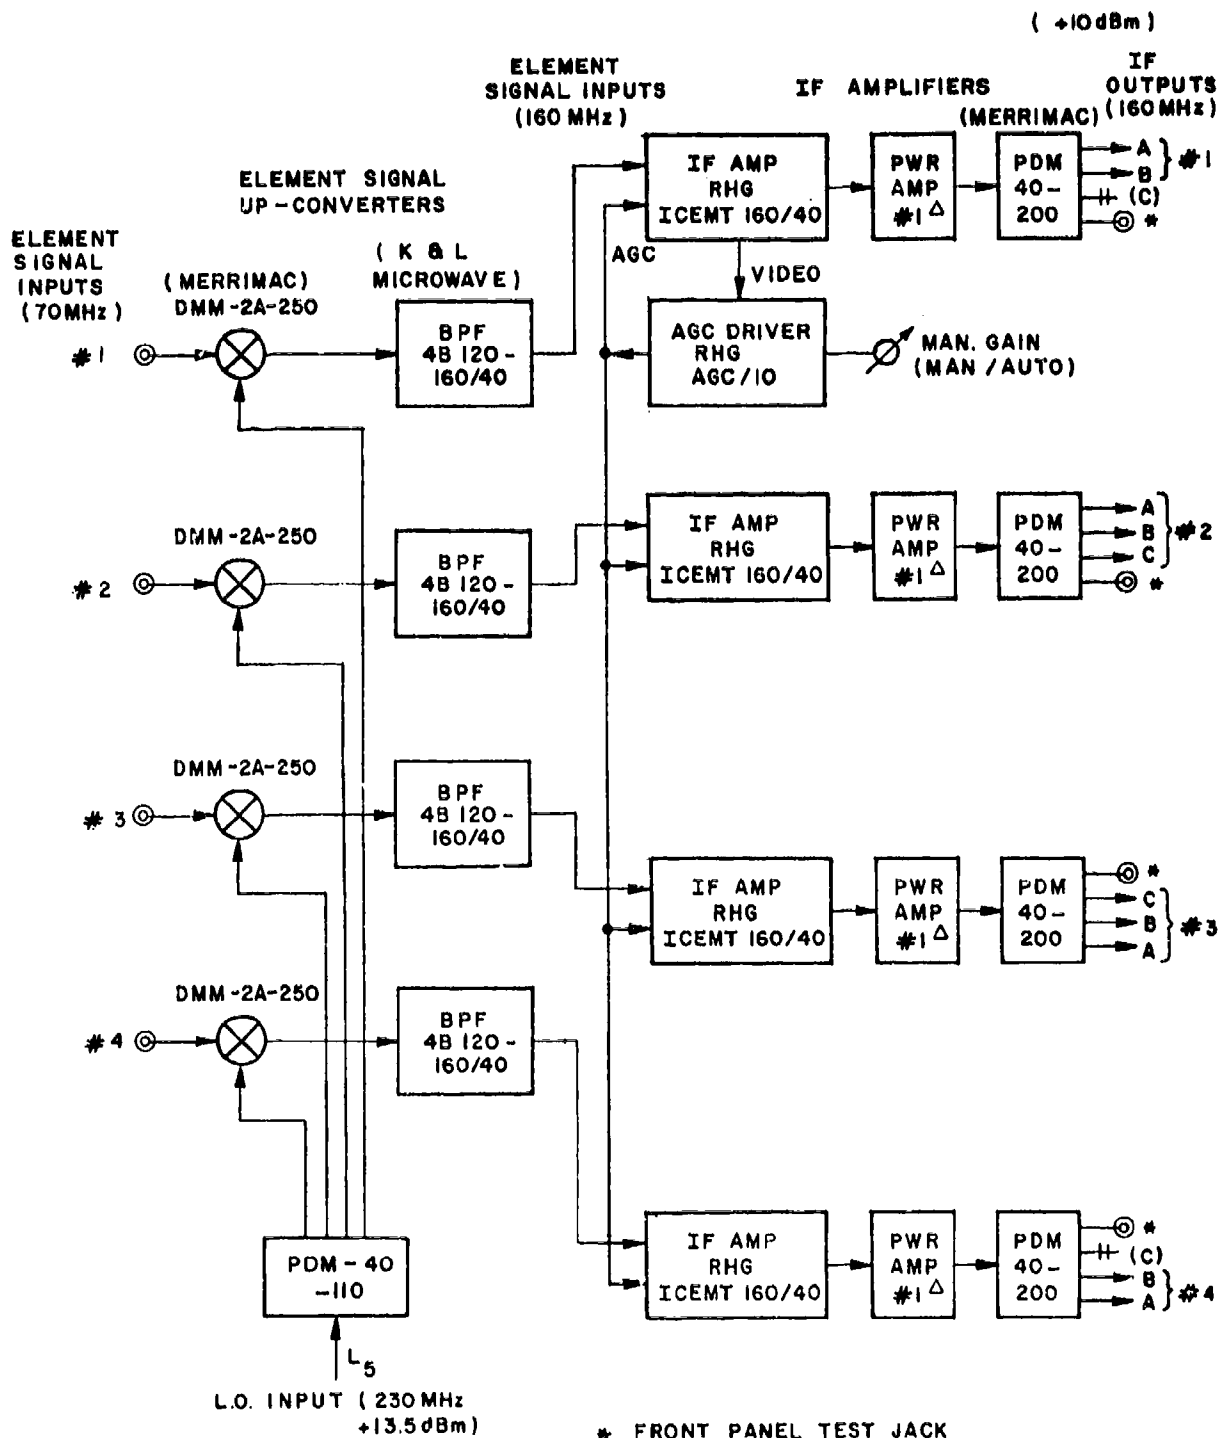 ( +10 dBm)
ELEMENT
SIGNAL INPUTS
(160 MHz)
IF AMPLIFIERS
(MERRIMAC)
IF
OUTPUTS
(160 MHz)
ELEMENT SIGNAL
UP-CONVERTERS
ELEMENT
SIGNAL
INPUTS
(70MHz)
(MERRIMAC)
DMM-2A-250
( K & L
MICROWAVE)
#1
BPF
4B 120-
160/40
IF AMP
RHG
ICEMT 160/40
PWR
AMP
#1 Δ
PDM
40-
200
A
B
(C)
*
#1
AGC
VIDEO
AGC DRIVER
RHG
AGC/10
MAN. GAIN
(MAN /AUTO)
DMM-2A-250
#2
BPF
4B 120-
160/40
IF AMP
RHG
ICEMT 160/40
PWR
AMP
#1 Δ
PDM
40-
200
A
B
C
*
#2
DMM-2A-250
#3
BPF
4B 120-
160/40
IF AMP
RHG
ICEMT 160/40
PWR
AMP
#1 Δ
PDM
40-
200
*
C
B
A
#3
DMM-2A-250
#4
BPF
4B 120-
160/40
IF AMP
RHG
ICEMT 160/40
PWR
AMP
#1 Δ
PDM
40-
200
*
(C)
B
A
#4
PDM-40
-110
L5
L.O. INPUT ( 230 MHz
+13.5 dBm)
* FRONT PANEL TEST JACK